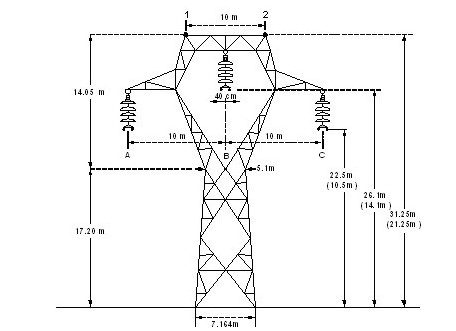 10 m
1 2
14.05 m
40 cm
10 m 10 m
A B C
5.1m
22.5m
(10.5m)
26.1m
(14.1m)
31.25m
(21.25m)
17.20 m
7.164m